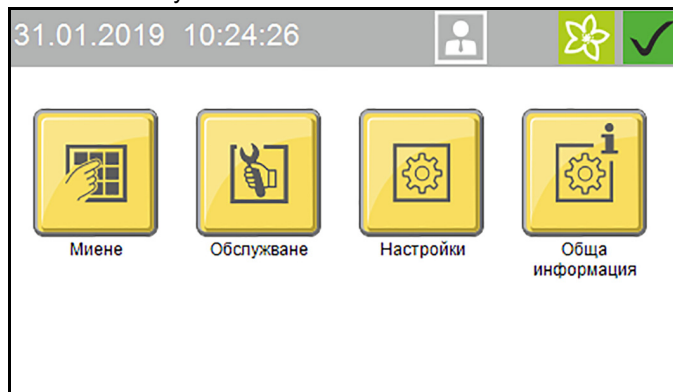 31.01.2019 10:24:26
Миене
Обслужване
Настройки
Обща
информация